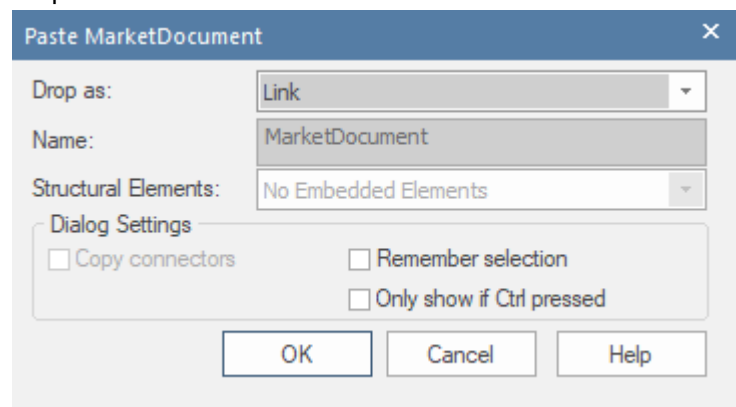 Paste MarketDocument
Drop as: Link
Name: MarketDocument
Structural Elements: No Embedded Elements
Dialog Settings
Copy connectors Remember selection
Only show if Ctrl pressed
OK Cancel Help